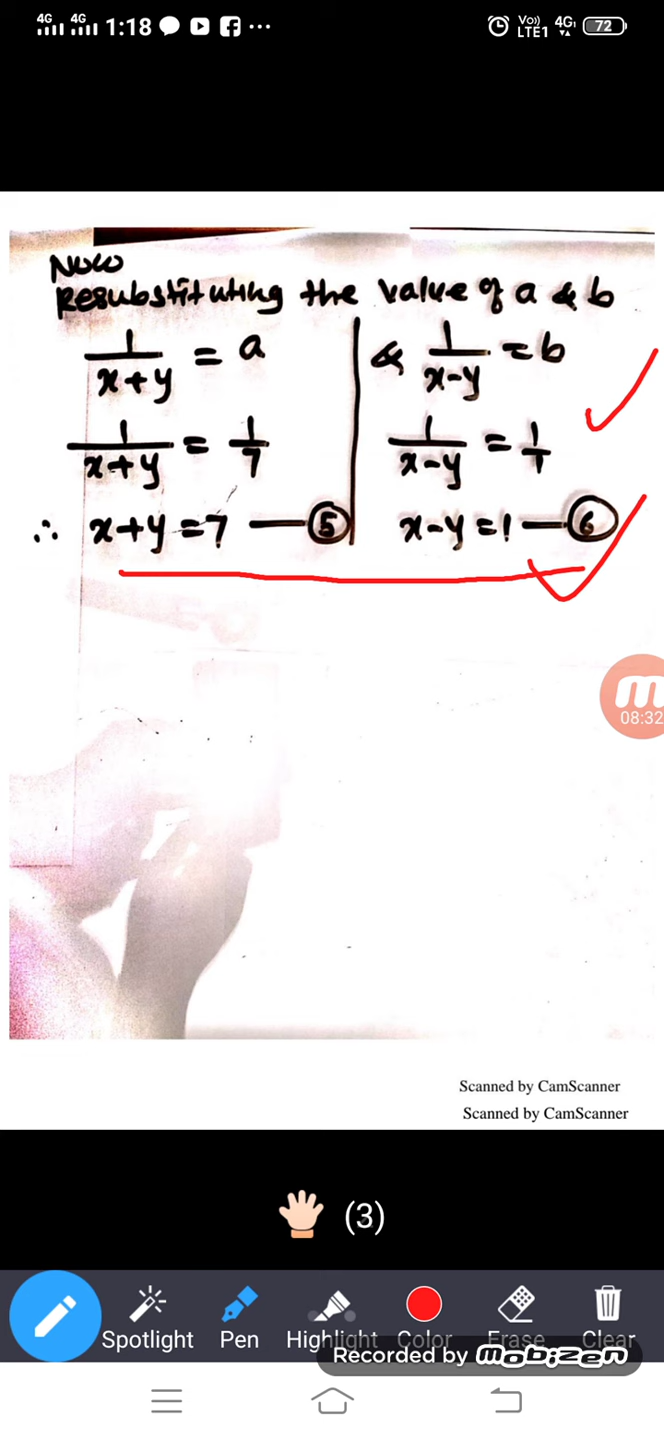 4G 4G 1:18 ... Vo)) LTE1 4G 72
Now
Resubstituting the value of a & b
1/(x+y) = a & 1/(x-y) = b
1/(x+y) = 1/7 1/(x-y) = 1/1
∴ x+y=7 — ⑤ x-y=1 — ⑥
08:32
Scanned by CamScanner
Scanned by CamScanner
(3)
Spotlight Pen Highlight Color Erase Clear
Recorded by mobizen